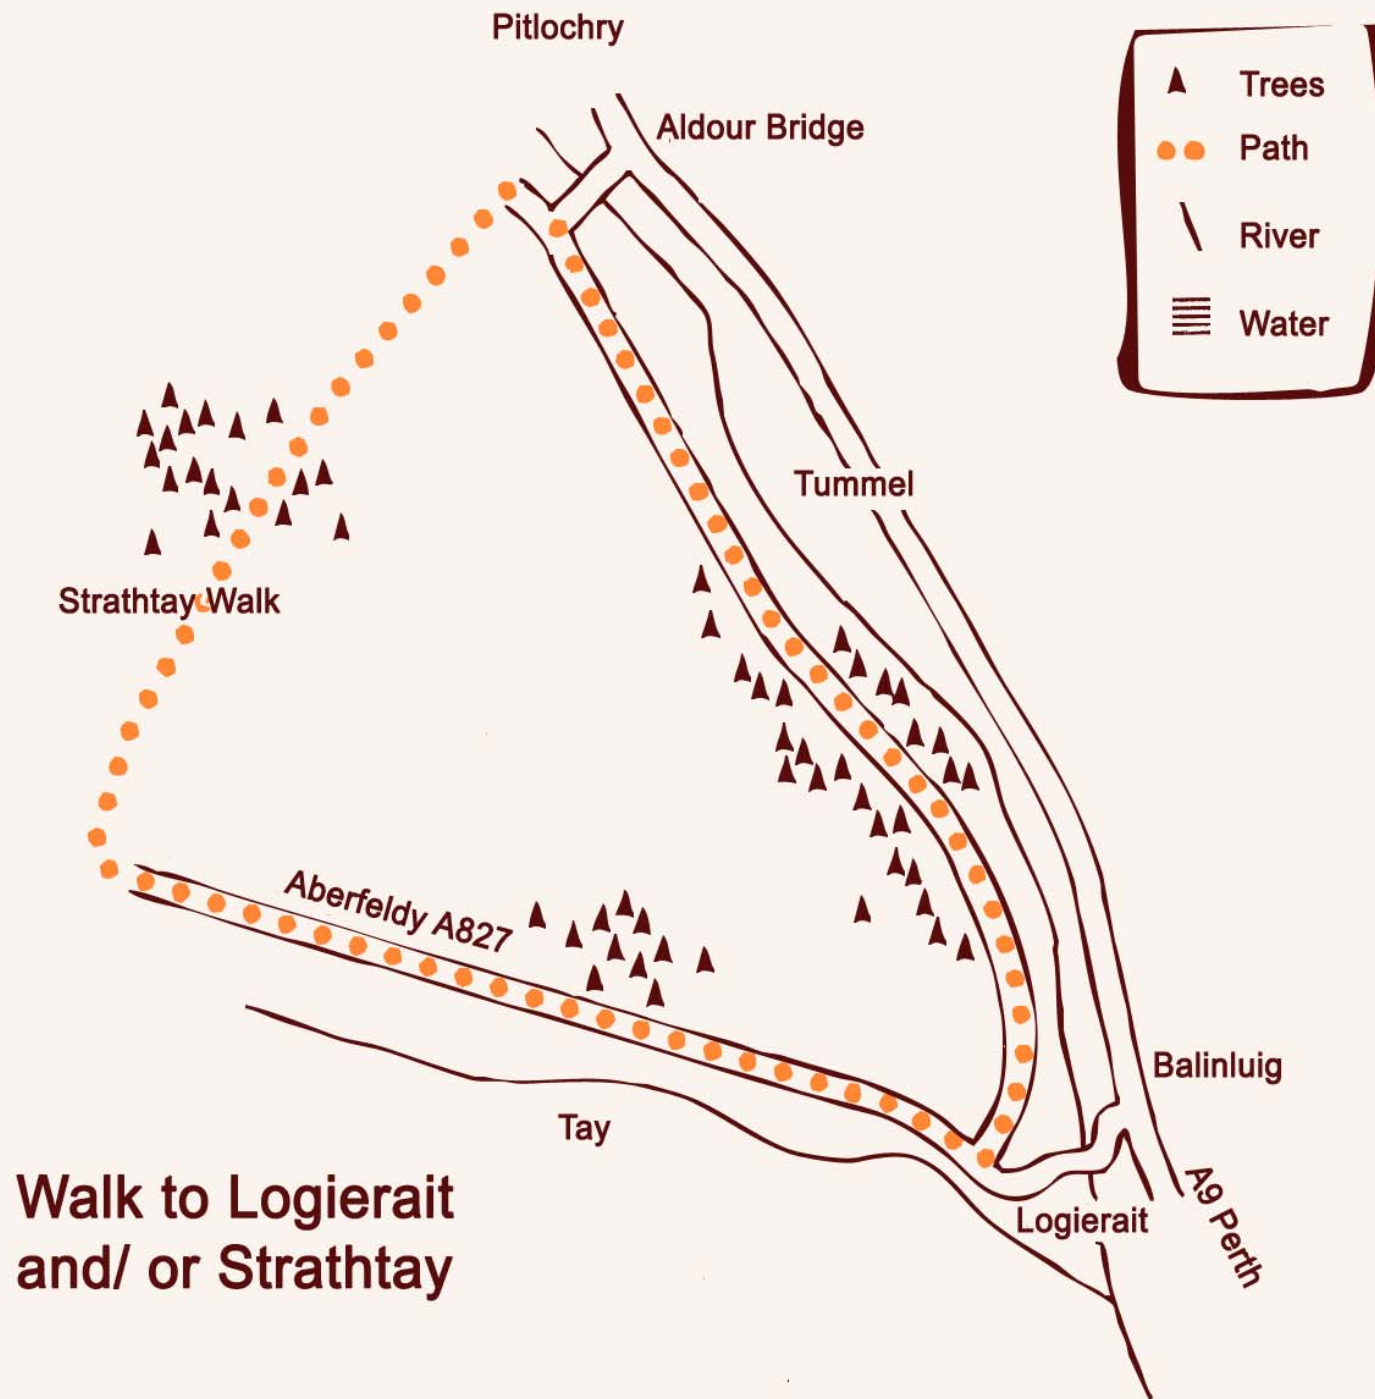 Pitlochry
Aldour Bridge
Trees
Path
River
Water
Tummel
Strathtay Walk
Aberfeldy A827
Balinluig
Tay
Logierait
A9 Perth
Walk to Logierait
and/ or Strathtay